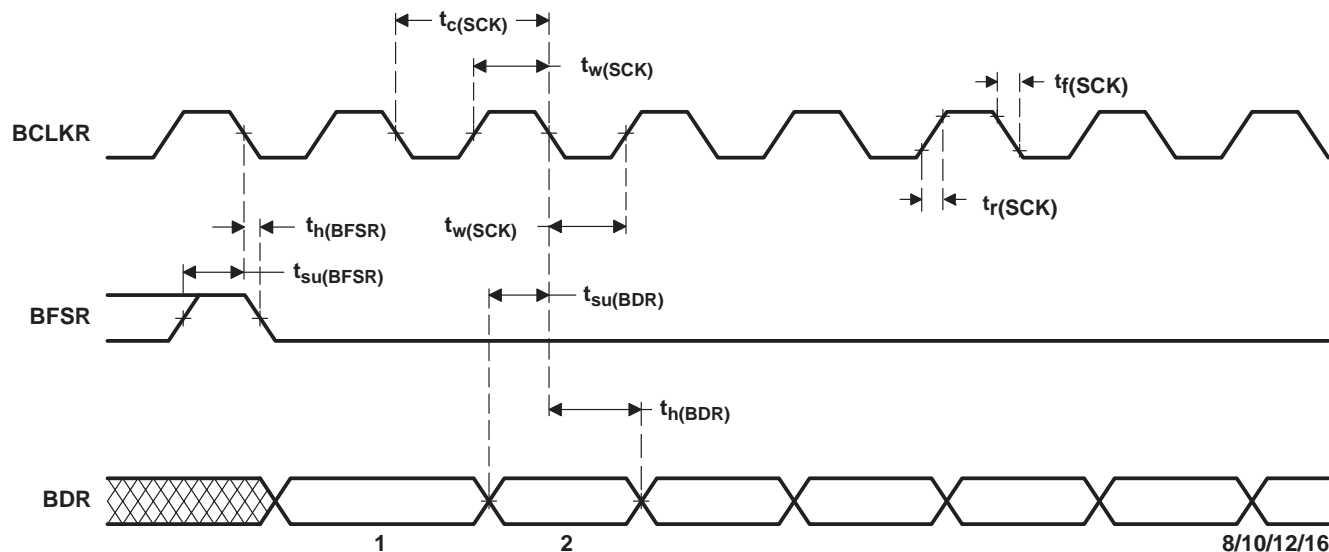 tc(SCK)
tw(SCK)
tf(SCK)
BCLKR
tr(SCK)
th(BFSR)
tw(SCK)
tsu(BFSR)
tsu(BDR)
BFSR
th(BDR)
BDR
1 2 8/10/12/16